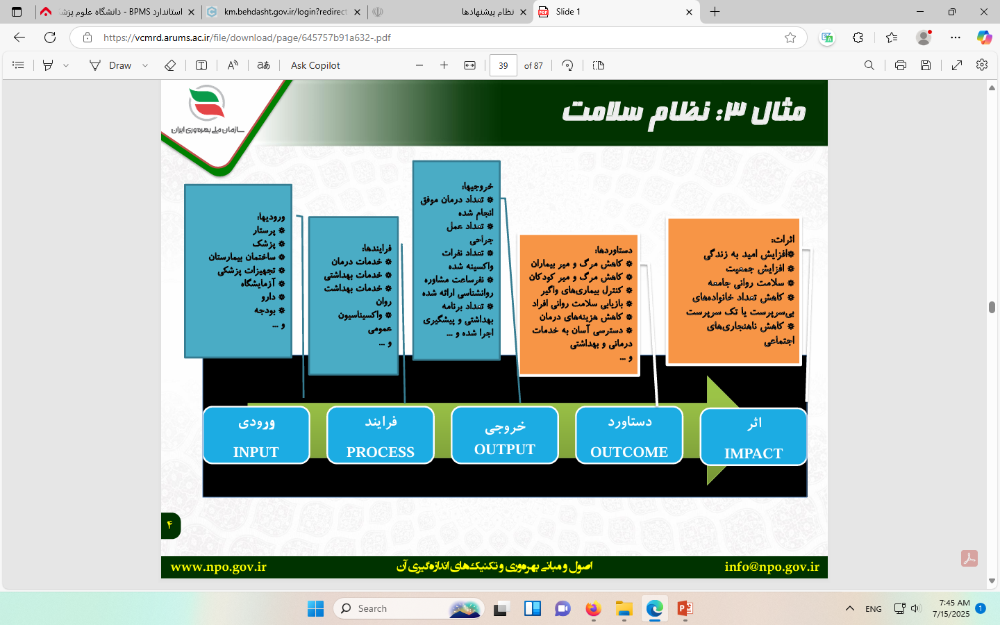 استاندارد BPMS - دانشگاه علوم پزشک
km.behdasht.gov.ir/login?redirect
نظام پیشنهادها
Slide 1
https://vcmrd.arums.ac.ir/file/download/page/645757b91a632-.pdf
Draw
aあ
Ask Copilot
39
of 87
سازمان ملی بهره‌وری ایران
مثال ۳: نظام سلامت
ورودیها:
پرستار
پزشک
ساختمان بیمارستان
تجهیزات پزشکی
آزمایشگاه
دارو
بودجه
و ...
فرایندها:
خدمات درمان
خدمات بهداشتی
خدمات بهداشت
روان
واکسیناسیون
عمومی
و ...
خروجیها:
تعداد درمان موفق
انجام شده
تعداد عمل
جراحی
تعداد نفرات
واکسینه شده
نفرساعت مشاوره
روانشناسی ارائه شده
تعداد برنامه
بهداشتی و پیشگیری
اجرا شده و ...
دستاوردها:
کاهش مرگ و میر بیماران
کاهش مرگ و میر کودکان
کنترل بیماری‌های واگیر
بازیابی سلامت روانی افراد
کاهش هزینه‌های درمان
دسترسی آسان به خدمات
درمانی و بهداشتی
و ...
اثرات:
افزایش امید به زندگی
افزایش جمعیت
سلامت روانی جامعه
کاهش تعداد خانواده‌های
بی‌سرپرست یا تک سرپرست
کاهش ناهنجاری‌های
اجتماعی
ورودی
INPUT
فرایند
PROCESS
خروجی
OUTPUT
دستاورد
OUTCOME
اثر
IMPACT
۴
www.npo.gov.ir
اصول و مبانی بهره‌وری و تکنیک‌های اندازه‌گیری آن
info@npo.gov.ir
Search
ENG
7:45 AM
7/15/2025
1